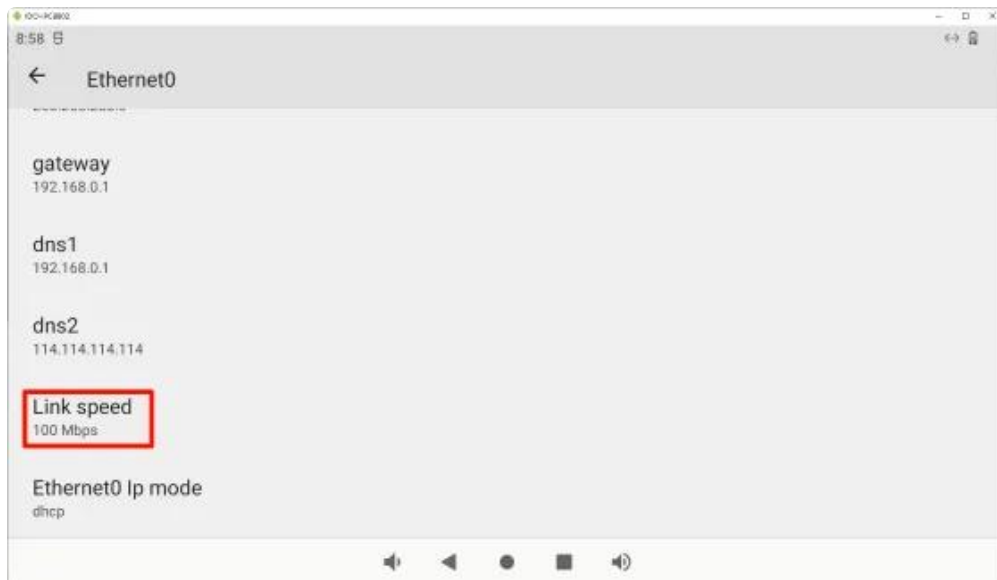 8:58
Ethernet0
gateway
192.168.0.1
dns1
192.168.0.1
dns2
114.114.114.114
Link speed
100 Mbps
Ethernet0 Ip mode
dhcp